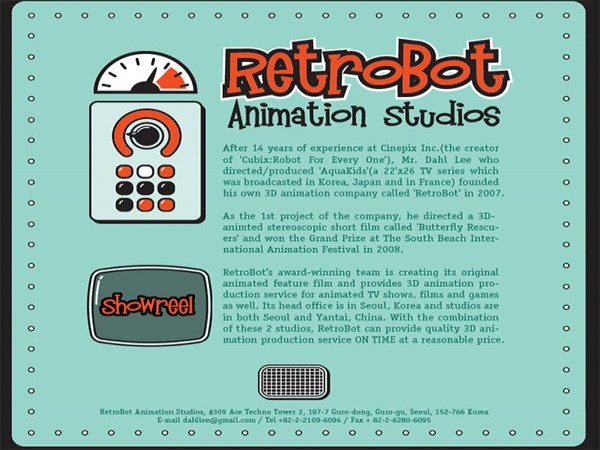 RetroBot
Animation studios
After 14 years of experience at Cinepix Inc.(the creator
of 'Cubix:Robot For Every One'), Mr. Dahl Lee who
directed/produced 'AquaKids'(a 22'x26 TV series which
was broadcasted in Korea, Japan and in France) founded
his own 3D animation company called 'RetroBot' in 2007.
As the 1st project of the company, he directed a 3D-
animted stereoscopic short film called 'Butterfly Rescu-
ers' and won the Grand Prize at The South Beach Inter-
national Animation Festival in 2008.
RetroBot's award-winning team is creating its original
animated feature film and provides 3D animation pro-
duction service for animated TV shows, films and games
as well. Its head office is in Seoul, Korea and studios are
in both Seoul and Yantai, China. With the combination
of these 2 studios, RetroBot can provide quality 3D ani-
mation production service ON TIME at a reasonable price.
showreel
RetroBot Animation Studios, #309 Ace Techno Tower 2, 197-7 Guro-dong, Guro-gu, Seoul, 152-766 Korea
E-mail dahllee@gmail.com / Tel +82-2-2109-6094 / Fax + 82-2-6280-6095